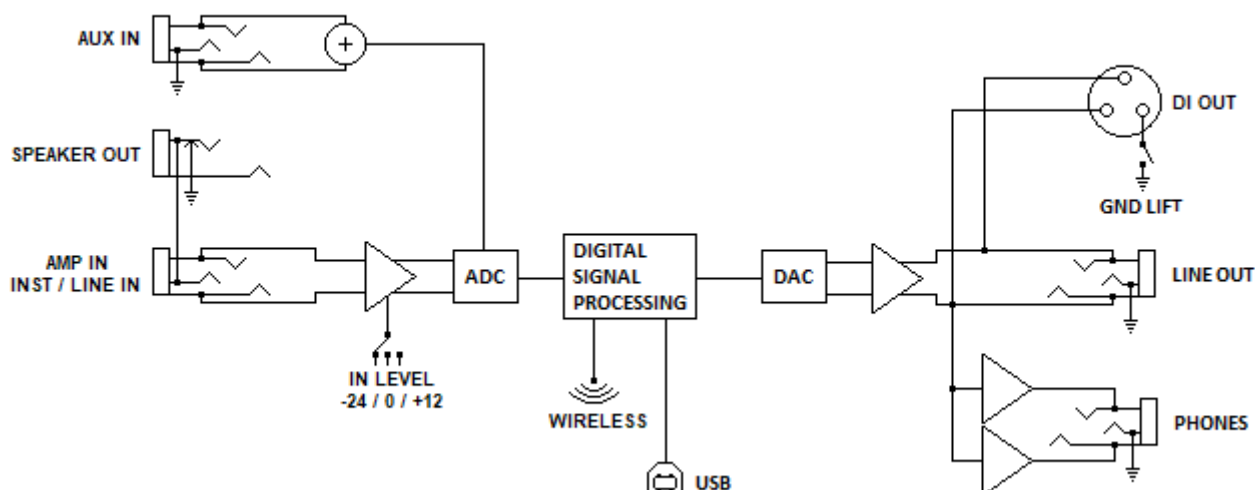 AUX IN
DI OUT
SPEAKER OUT
GND LIFT
AMP IN
INST / LINE IN
ADC
DIGITAL
SIGNAL
PROCESSING
DAC
LINE OUT
IN LEVEL
-24 / 0 / +12
WIRELESS
PHONES
USB